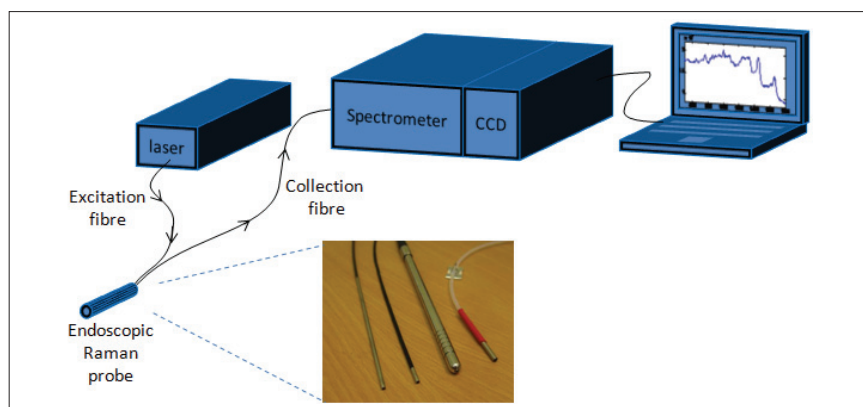 laser
Spectrometer
CCD
Excitation
fibre
Collection
fibre
Endoscopic
Raman
probe